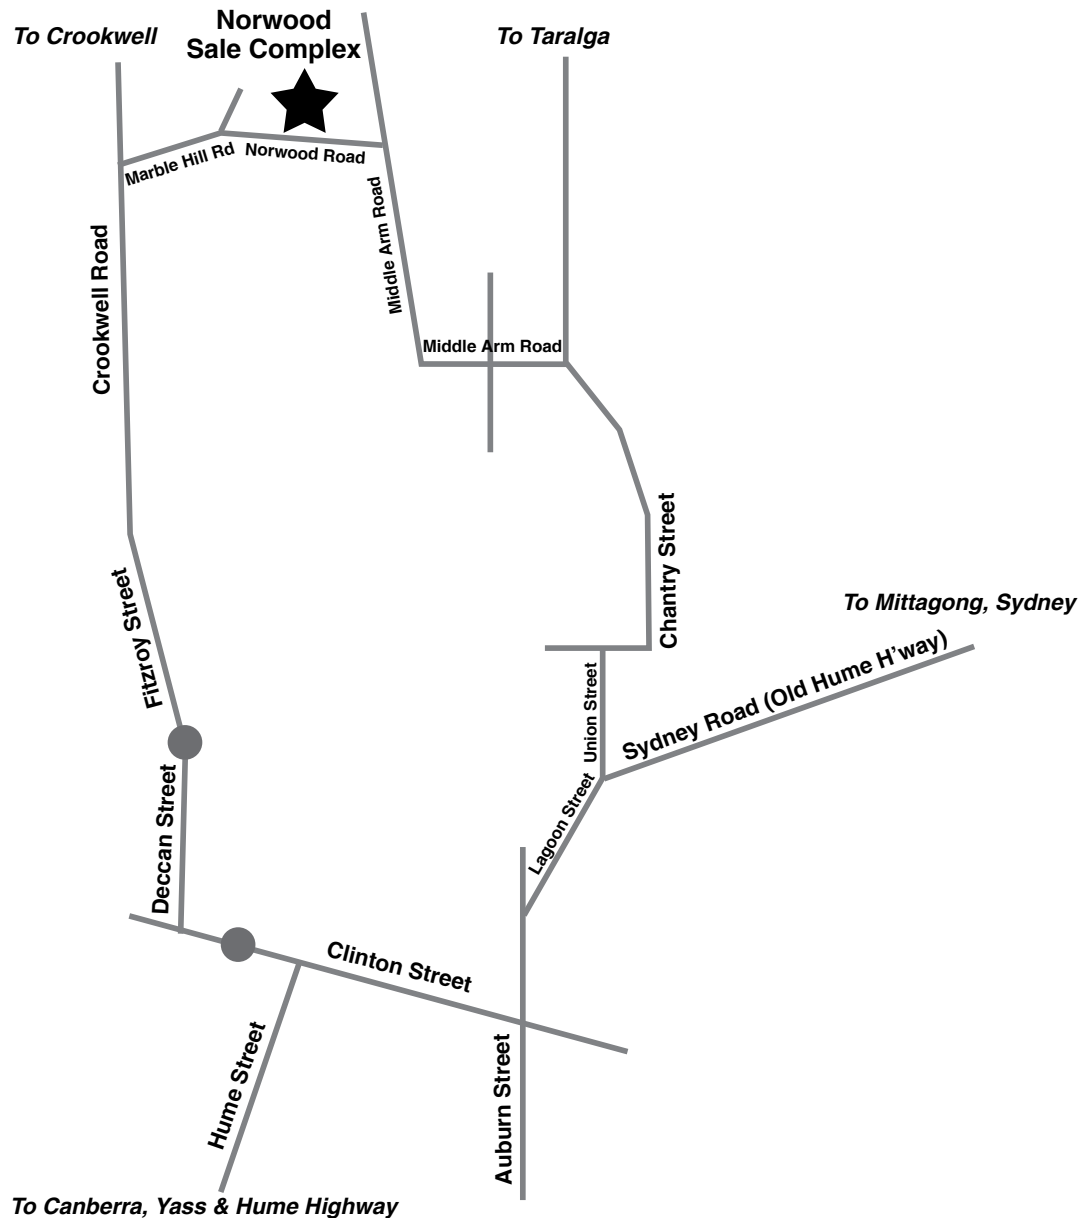 Norwood
Sale Complex
To Crookwell
To Taralga
Marble Hill Rd
Norwood Road
Middle Arm Road
Crookwell Road
Middle Arm Road
Chantry Street
Fitzroy Street
To Mittagong, Sydney
Sydney Road (Old Hume H’way)
Union Street
Deccan Street
Lagoon Street
Clinton Street
Hume Street
Auburn Street
To Canberra, Yass & Hume Highway